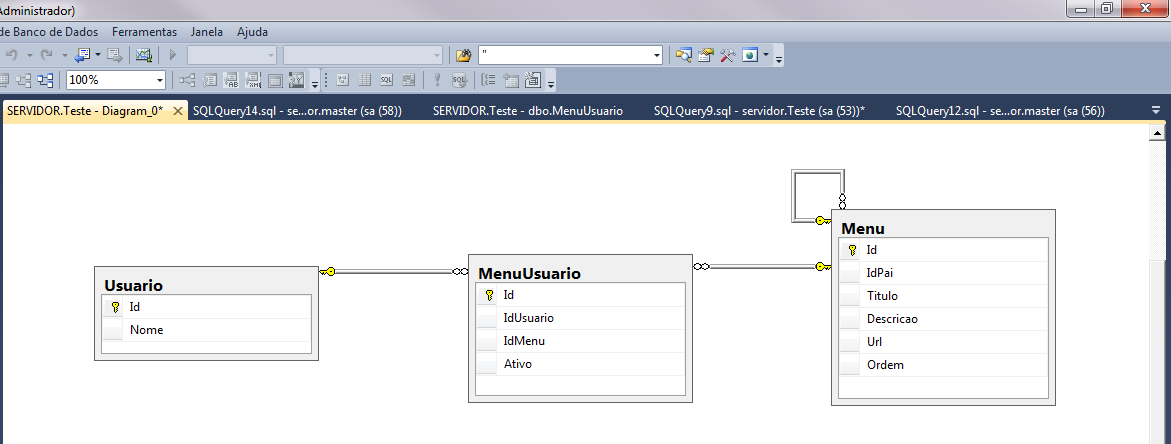 Administrador)
de Banco de Dados Ferramentas Janela Ajuda
"
100%
SERVIDOR.Teste - Diagram_0* SQLQuery14.sql - se...or.master (sa (58)) SERVIDOR.Teste - dbo.MenuUsuario SQLQuery9.sql - servidor.Teste (sa (53))* SQLQuery12.sql - se...or.master (sa (56))
Usuario
Id
Nome
MenuUsuario
Id
IdUsuario
IdMenu
Ativo
Menu
Id
IdPai
Titulo
Descricao
Url
Ordem